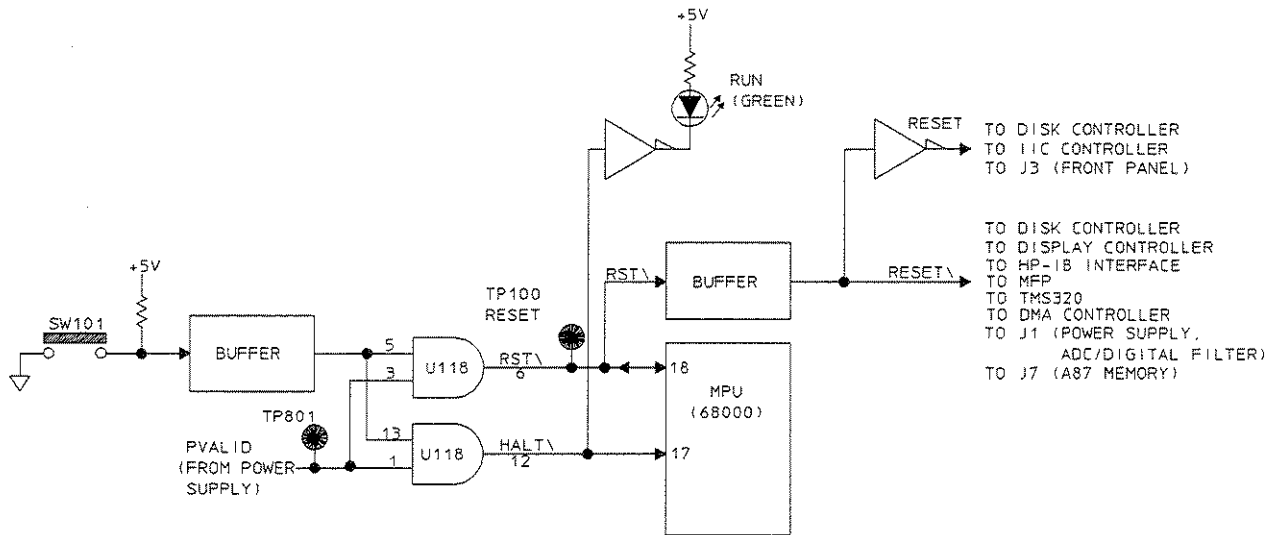 +5V
RUN
(GREEN)
RESET
TO DISK CONTROLLER
TO IIC CONTROLLER
TO J3 (FRONT PANEL)
TO DISK CONTROLLER
TO DISPLAY CONTROLLER
TO HP-IB INTERFACE
TO MFP
TO TMS320
TO DMA CONTROLLER
TO J1 (POWER SUPPLY,
ADC/DIGITAL FILTER)
TO J7 (A87 MEMORY)
RST\
BUFFER
RESET\
+5V
SW101
BUFFER
TP100
RESET
5
3
U118
RST\
6
18
MPU
(68000)
TP801
13
1
U118
HALT\
12
17
PVALID
(FROM POWER
SUPPLY)